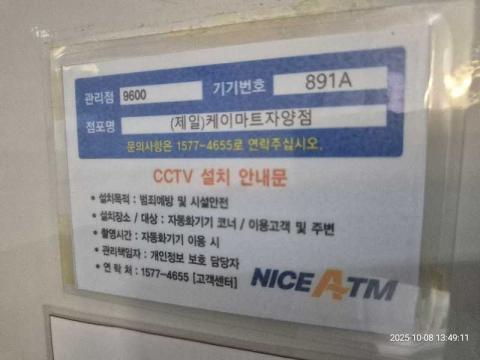 관리점 9600 기기번호 891A
점포명 (제일)케이마트자양점
문의사항은 1577-4655로 연락주십시오.
CCTV 설치 안내문
• 설치목적 : 범죄예방 및 시설안전
• 설치장소 / 대상 : 자동화기기 코너 / 이용고객 및 주변
• 촬영시간 : 자동화기기 이용 시
• 관리책임자 : 개인정보 보호 담당자
• 연 락 처 : 1577-4655 [고객센터]
NICE ATM
2025-10-08 13:49:11